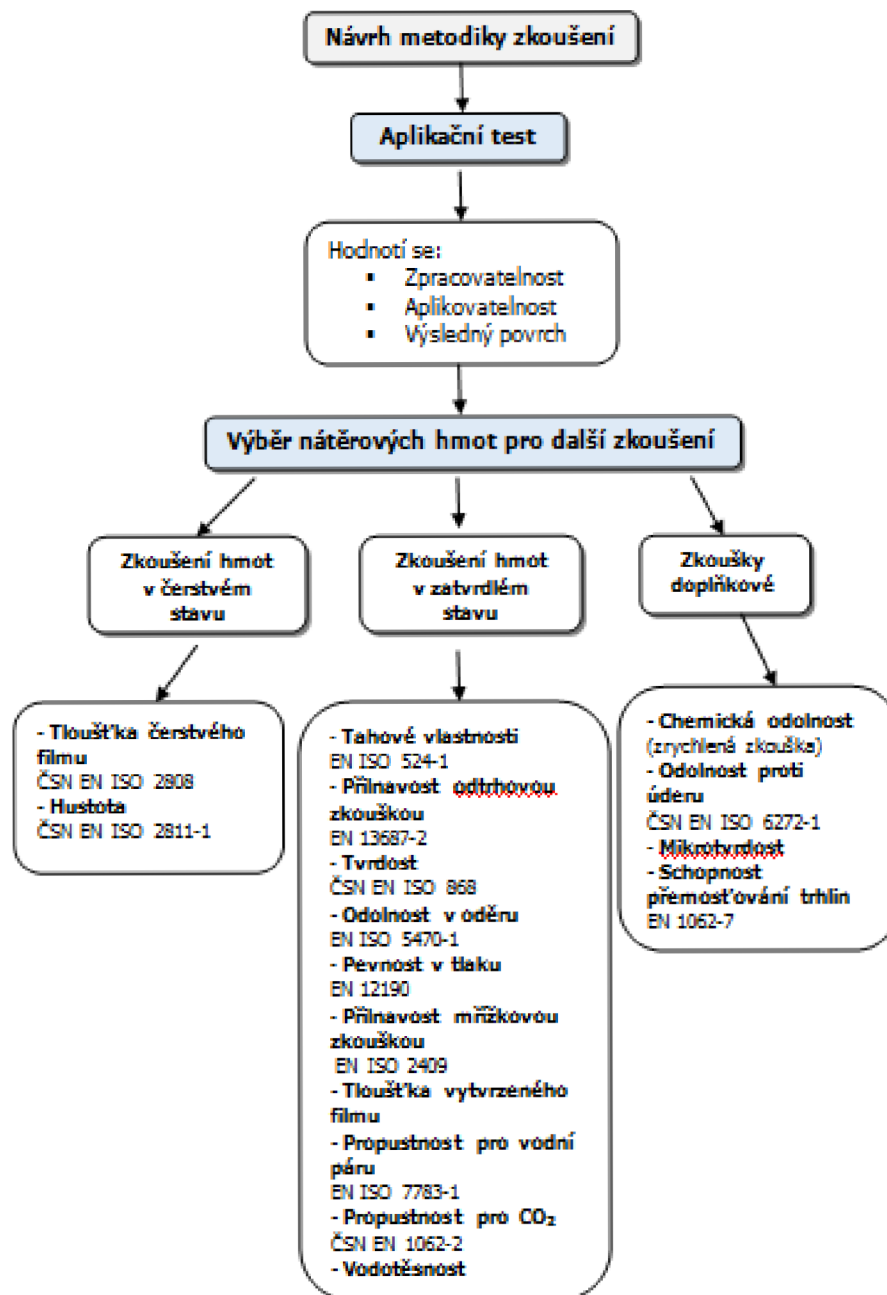 Návrh metodiky zkoušení
Aplikační test
Hodnotí se:
▪ Zpracovatelnost
▪ Aplikovatelnost
▪ Výsledný povrch
Výběr nátěrových hmot pro další zkoušení
Zkoušení hmot
v čerstvém
stavu
Zkoušení hmot
v zatvrdlém
stavu
Zkoušky
doplňkové
- Tloušťka čerstvého
filmu
ČSN EN ISO 2808
- Hustota
ČSN EN ISO 2811-1
- Tahové vlastnosti
EN ISO 524-1
- Přilnavost odtrhovou
zkouškou
EN 13687-2
- Tvrdost
ČSN EN ISO 868
- Odolnost v oděru
EN ISO 5470-1
- Pevnost v tlaku
EN 12190
- Přilnavost mřížkovou
zkouškou
EN ISO 2409
- Tloušťka vytvrzeného
filmu
- Propustnost pro vodní
páru
EN ISO 7783-1
- Propustnost pro CO₂
ČSN EN 1062-2
- Vodotěsnost
- Chemická odolnost
(zrychlená zkouška)
- Odolnost proti
úderu
ČSN EN ISO 6272-1
- Mikrotvrdost
- Schopnost
přemosťování trhlin
EN 1062-7